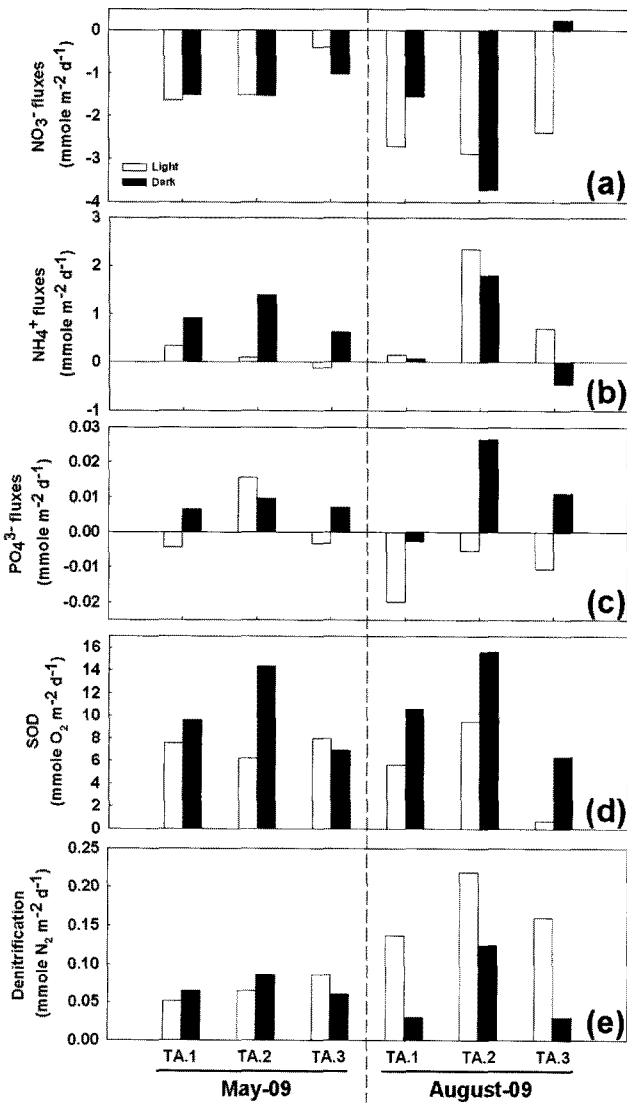 NO₃⁻ fluxes
(mmole m⁻² d⁻¹)
0
-1
-2
-3
-4
Light
Dark
(a)
NH₄⁺ fluxes
(mmole m⁻² d⁻¹)
3
2
1
0
-1
(b)
PO₄³⁻ fluxes
(mmole m⁻² d⁻¹)
0.03
0.02
0.01
0.00
-0.01
-0.02
(c)
SOD
(mmole O₂ m⁻² d⁻¹)
16
14
12
10
8
6
4
2
0
(d)
Denitrification
(mmole N₂ m⁻² d⁻¹)
0.25
0.20
0.15
0.10
0.05
0.00
(e)
TA.1 TA.2 TA.3 TA.1 TA.2 TA.3
May-09 August-09